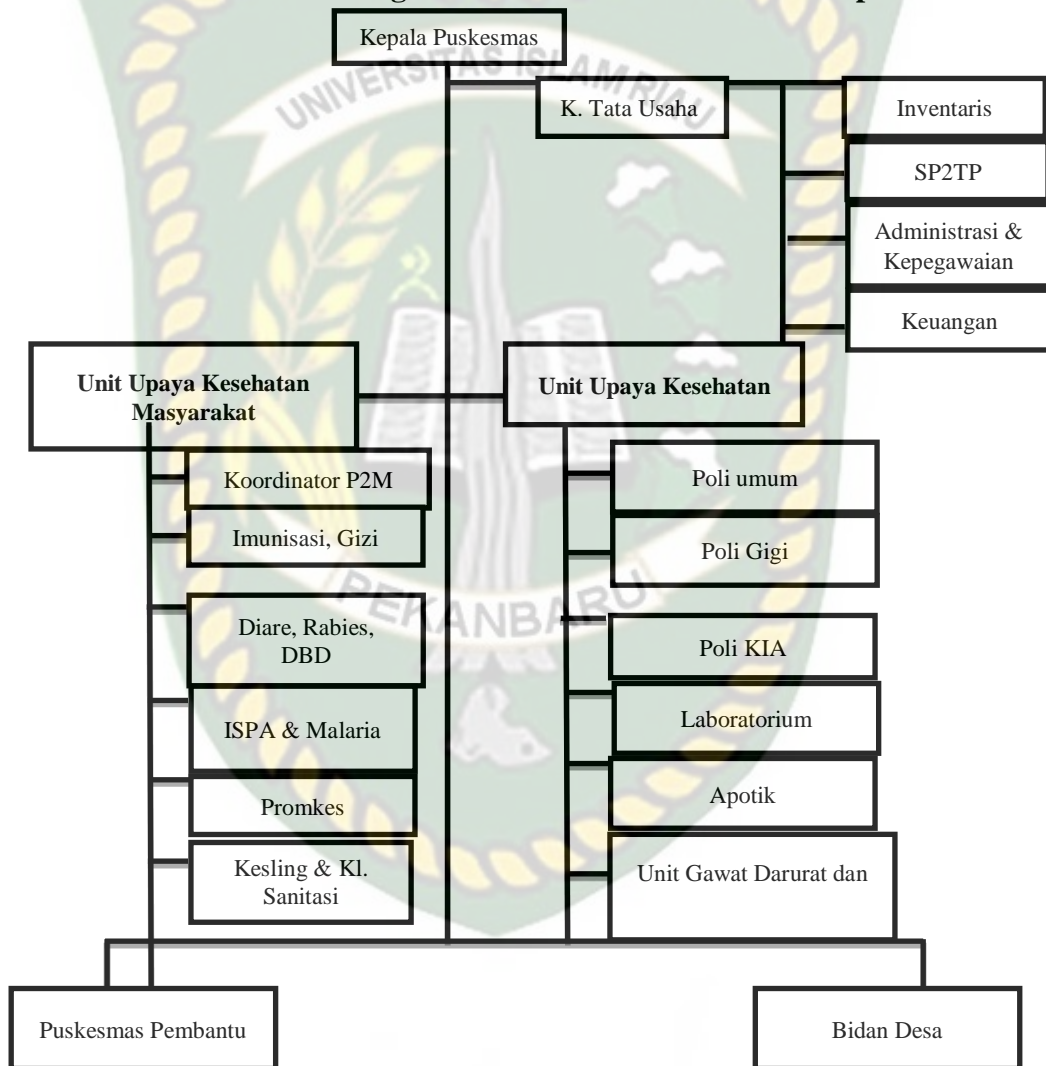 Kepala Puskesmas
UNIVERSITAS ISLAM RIAU
K. Tata Usaha
Inventaris
SP2TP
Administrasi &
Kepegawaian
Keuangan
Unit Upaya Kesehatan
Masyarakat
Unit Upaya Kesehatan
Koordinator P2M
Imunisasi, Gizi
Diare, Rabies,
DBD
ISPA & Malaria
Promkes
Kesling & Kl.
Sanitasi
Poli umum
Poli Gigi
PEKANBARU
Poli KIA
Laboratorium
Apotik
Unit Gawat Darurat dan
Puskesmas Pembantu
Bidan Desa